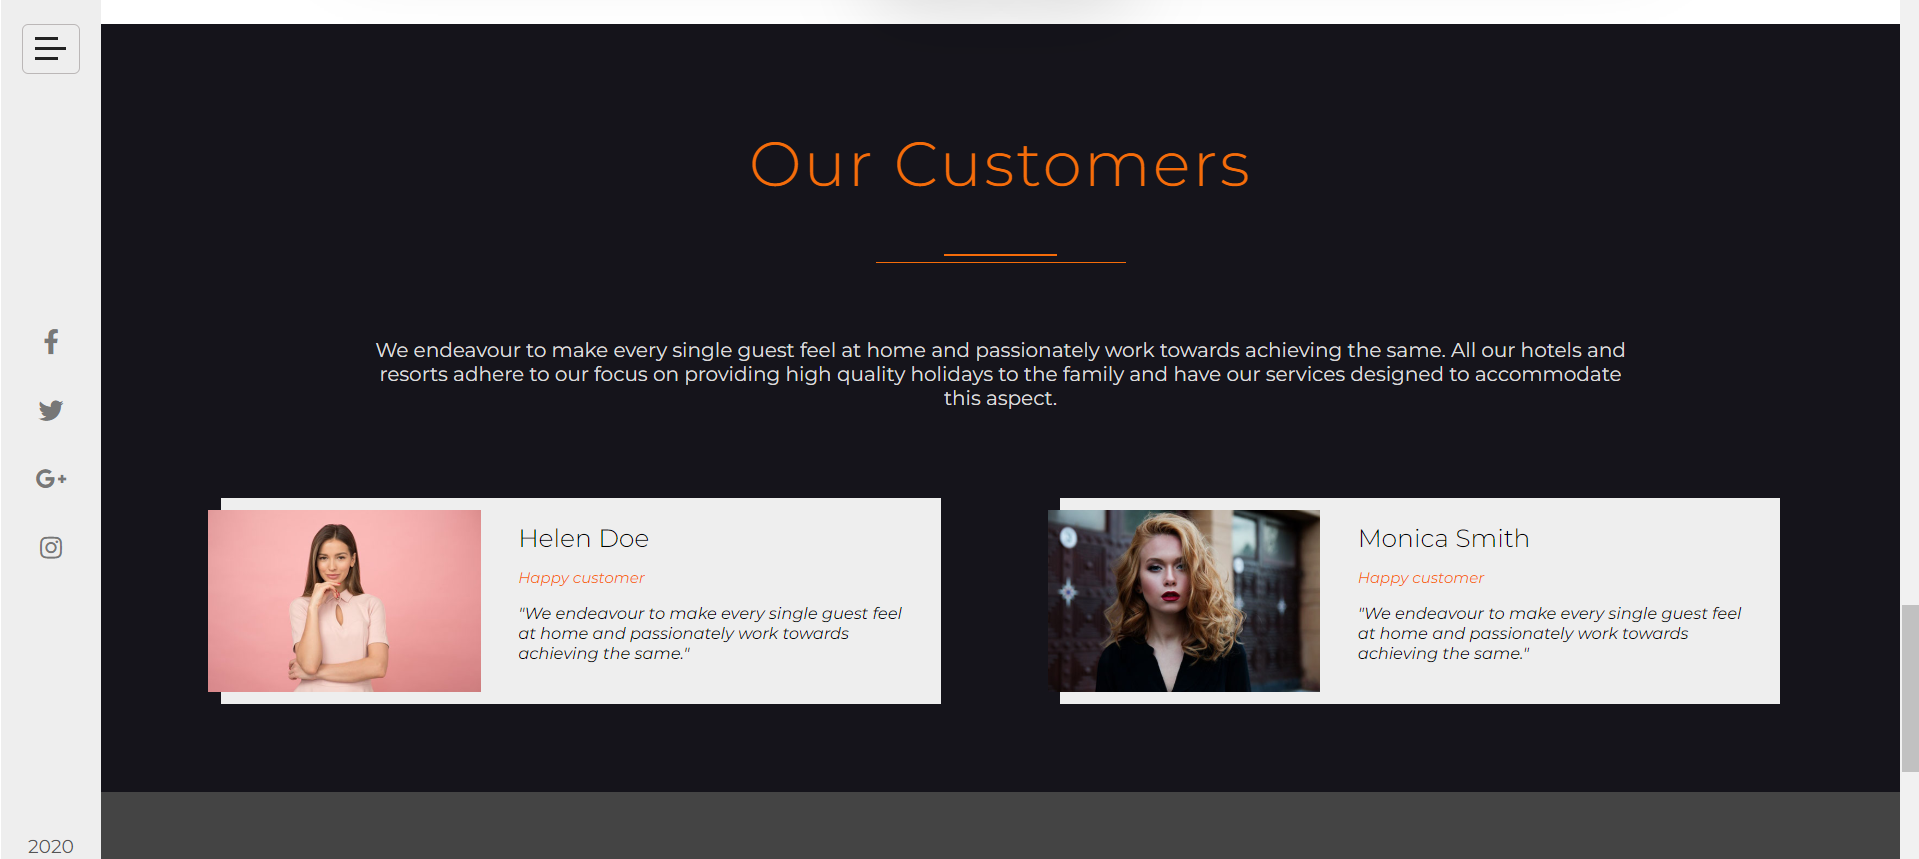 Our Customers
We endeavour to make every single guest feel at home and passionately work towards achieving the same. All our hotels and
resorts adhere to our focus on providing high quality holidays to the family and have our services designed to accommodate
this aspect.
Helen Doe
Happy customer
"We endeavour to make every single guest feel
at home and passionately work towards
achieving the same."
Monica Smith
Happy customer
"We endeavour to make every single guest feel
at home and passionately work towards
achieving the same."
G+
2020